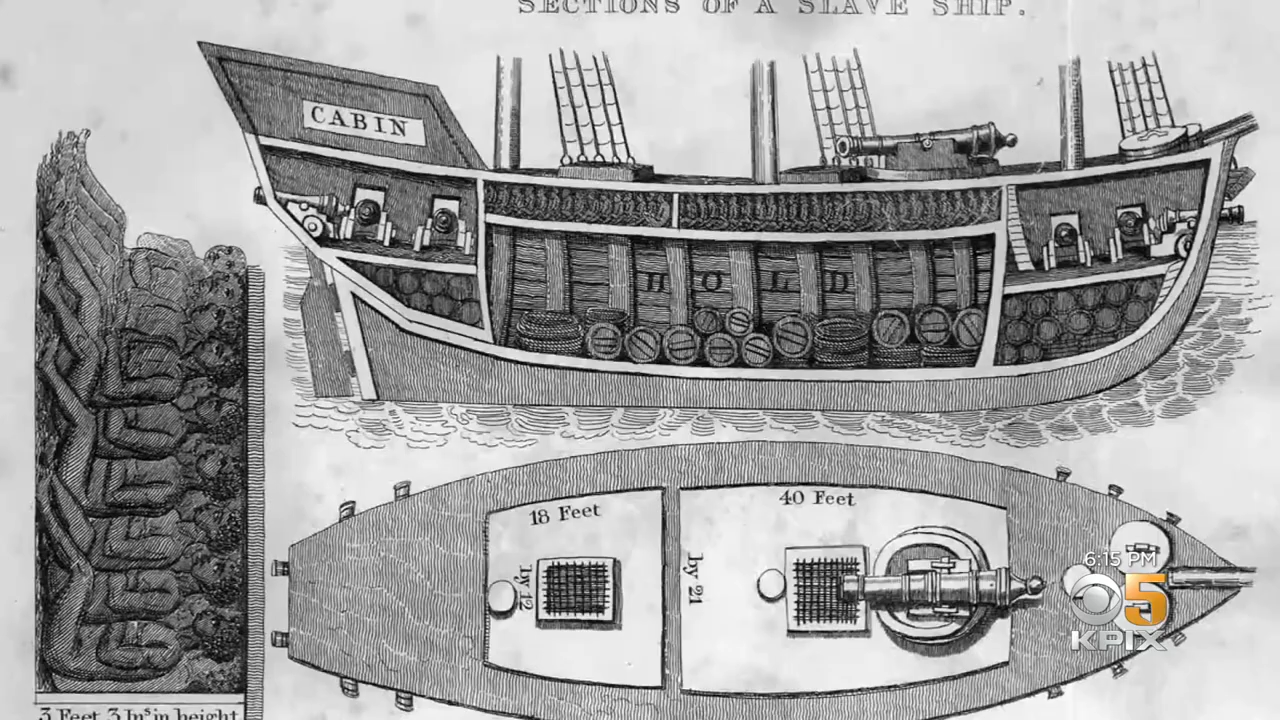 SECTIONS OF A SLAVE SHIP.
CABIN
HOLD
18 Feet
by 12
40 Feet
by 21
3 Feet 3 Inˢ in height
6:15 PM
5
KPIX